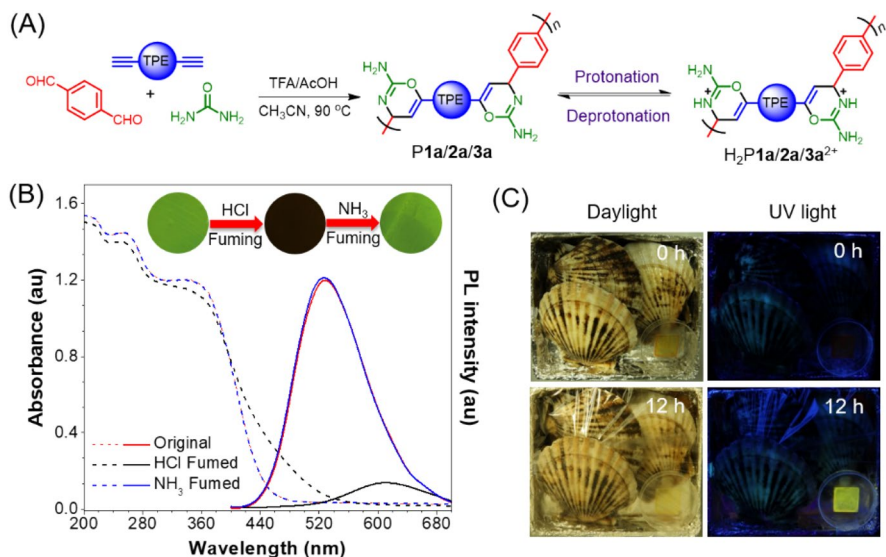 (A)
TPE
OHC
CHO
+
O
H₂N NH₂
TFA/AcOH
CH₃CN, 90 °C
H₂N
O
N
TPE
O
N
NH₂
n
P1a/2a/3a
Protonation
Deprotonation
H₂N
O
NH
+
TPE
+
NH
O
NH₂
n
H₂P1a/2a/3a²⁺
(B)
HCl
Fuming
NH₃
Fuming
Absorbance (au)
1.6
1.2
0.8
0.4
0.0
Original
HCl Fumed
NH₃ Fumed
PL intensity (au)
200 280 360 440 520 600 680
Wavelength (nm)
(C)
Daylight
UV light
0 h
0 h
12 h
12 h